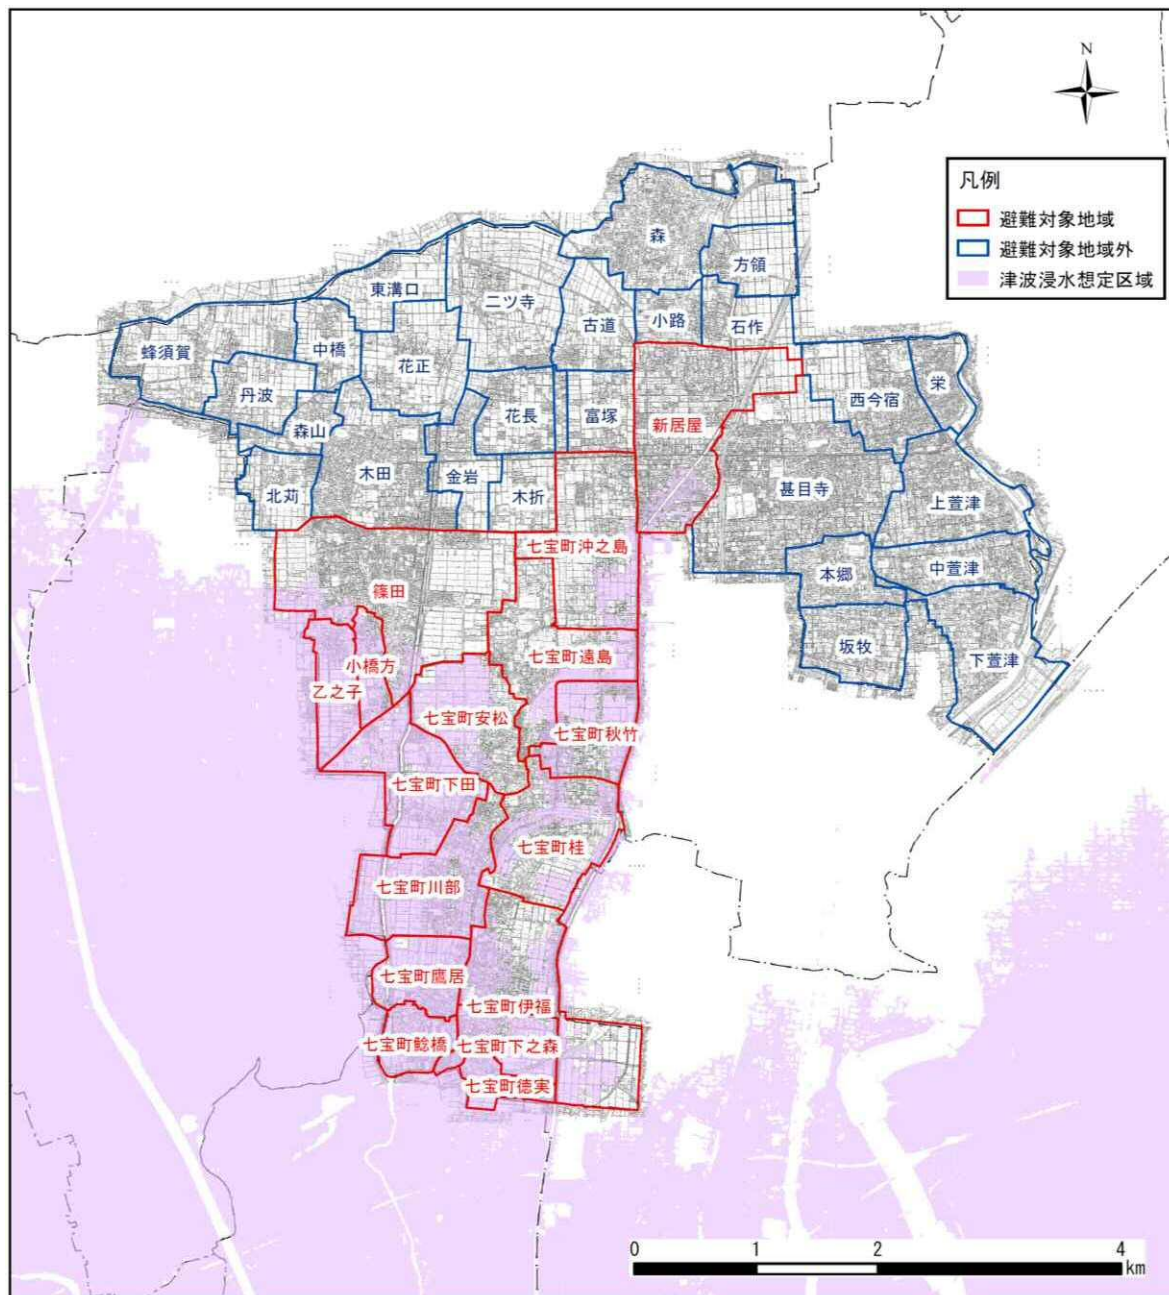 N
凡例
避難対象地域
避難対象地域外
津波浸水想定区域
森
方領
東溝口
二ツ寺
古道
小路
石作
蜂須賀
中橋
花正
丹波
西今宿
栄
森山
花長
富塚
新居屋
北苅
木田
金岩
木折
甚目寺
上萱津
七宝町沖之島
本郷
中萱津
篠田
小橋方
七宝町遠島
坂牧
下萱津
乙之子
七宝町安松
七宝町秋竹
七宝町下田
七宝町桂
七宝町川部
七宝町鷹居
七宝町伊福
七宝町鯰橋
七宝町下之森
七宝町徳実
0 1 2 4
km